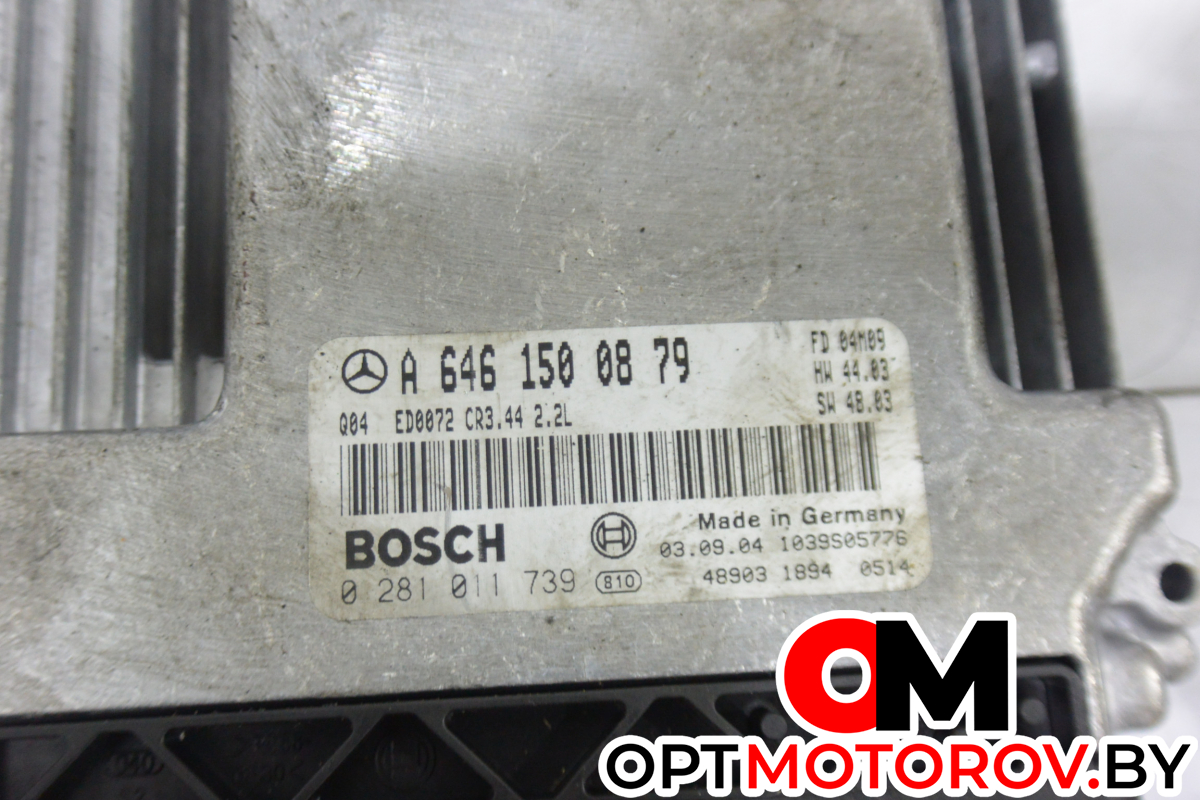 A 646 150 08 79
FD 04M09
HW 44.03
SW 48.03
Q04 ED0072 CR3.44 2.2L
BOSCH
Made in Germany
03.09.04 1039S05776
0 281 011 739 810
48903 1894 0514
OM
OPTMOTOROV.BY